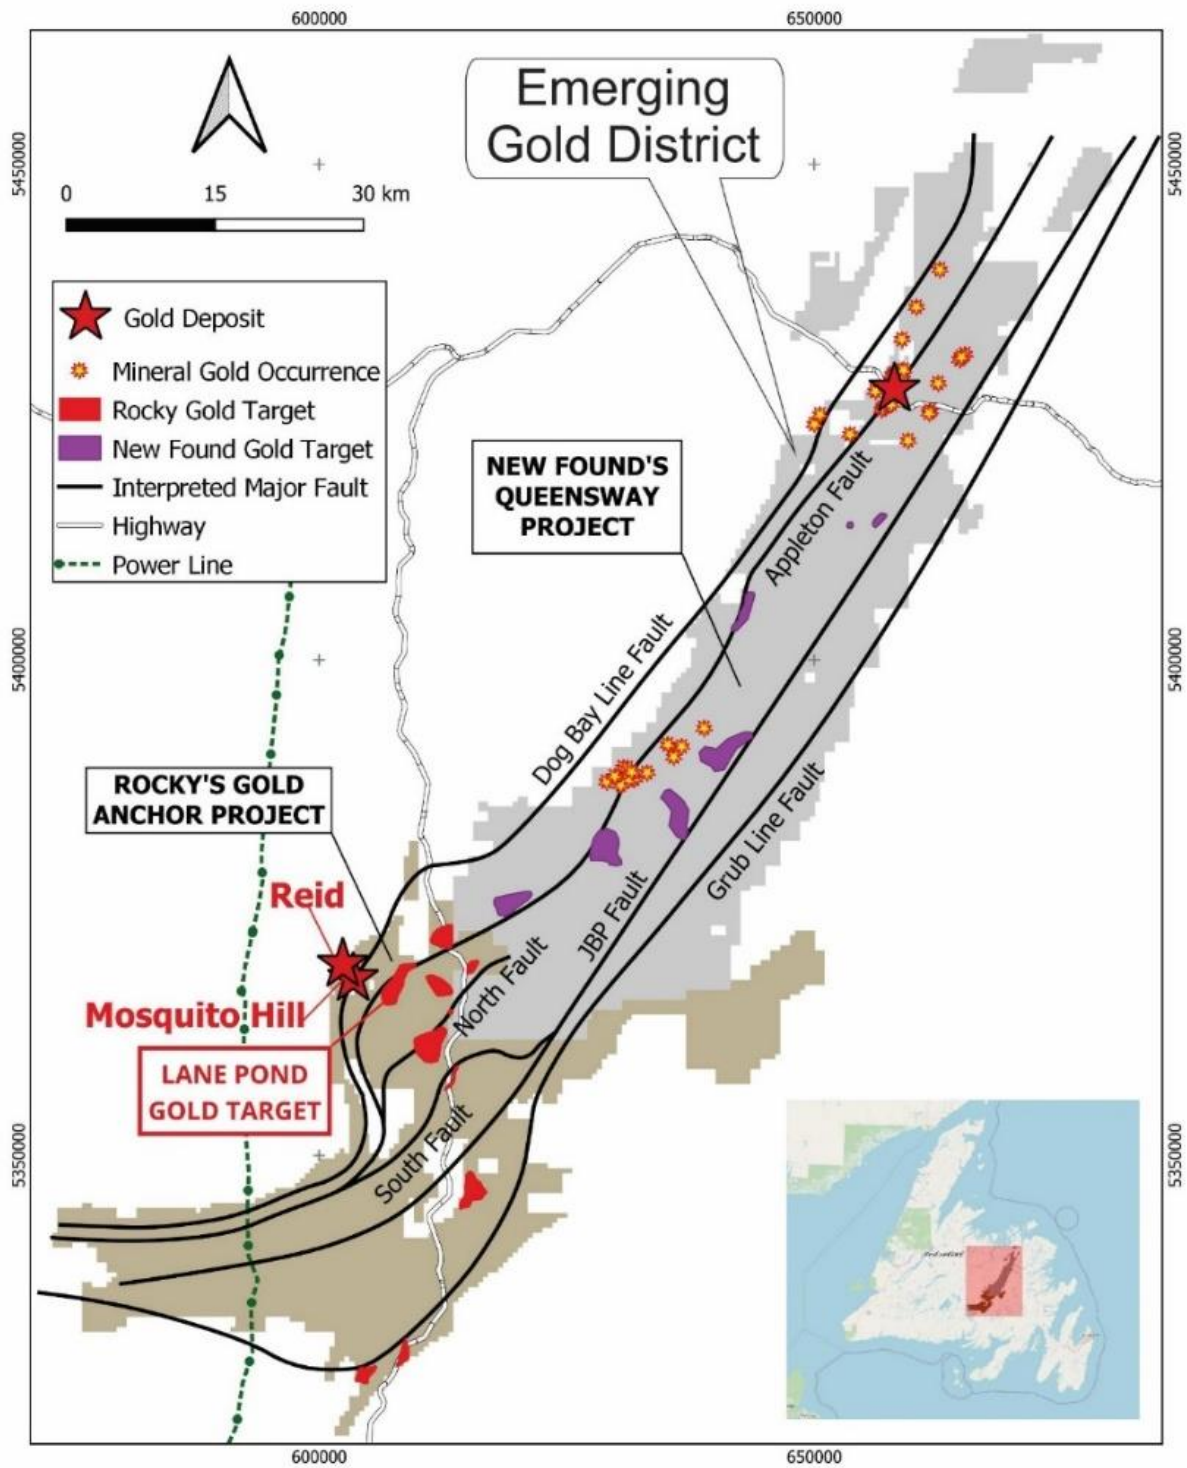 600000
650000
Emerging
Gold District
5450000
5450000
0
15
30 km
Gold Deposit
Mineral Gold Occurrence
Rocky Gold Target
New Found Gold Target
Interpreted Major Fault
Highway
Power Line
NEW FOUND'S
QUEENSWAY
PROJECT
Appleton Fault
5400000
5400000
Dog Bay Line Fault
ROCKY'S GOLD
ANCHOR PROJECT
Grub Line Fault
Reid
JBP Fault
North Fault
Mosquito Hill
LANE POND
GOLD TARGET
South Fault
5350000
5350000
600000
650000